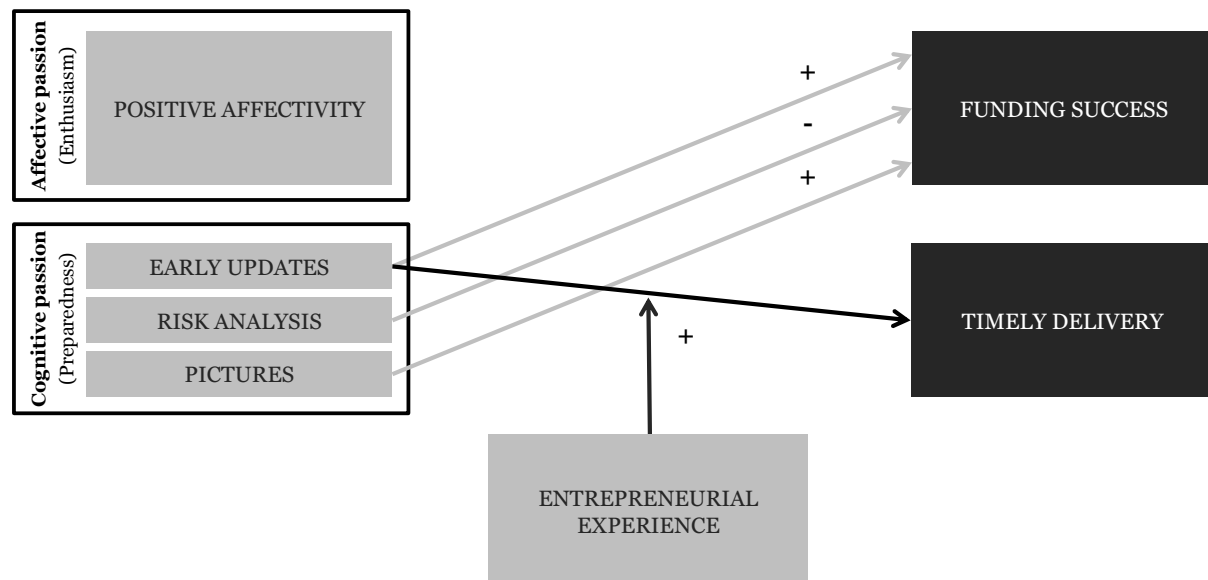 Affective passion
(Enthusiasm)
POSITIVE AFFECTIVITY
+
-
+
FUNDING SUCCESS
Cognitive passion
(Preparedness)
EARLY UPDATES
RISK ANALYSIS
PICTURES
+
TIMELY DELIVERY
ENTREPRENEURIAL
EXPERIENCE